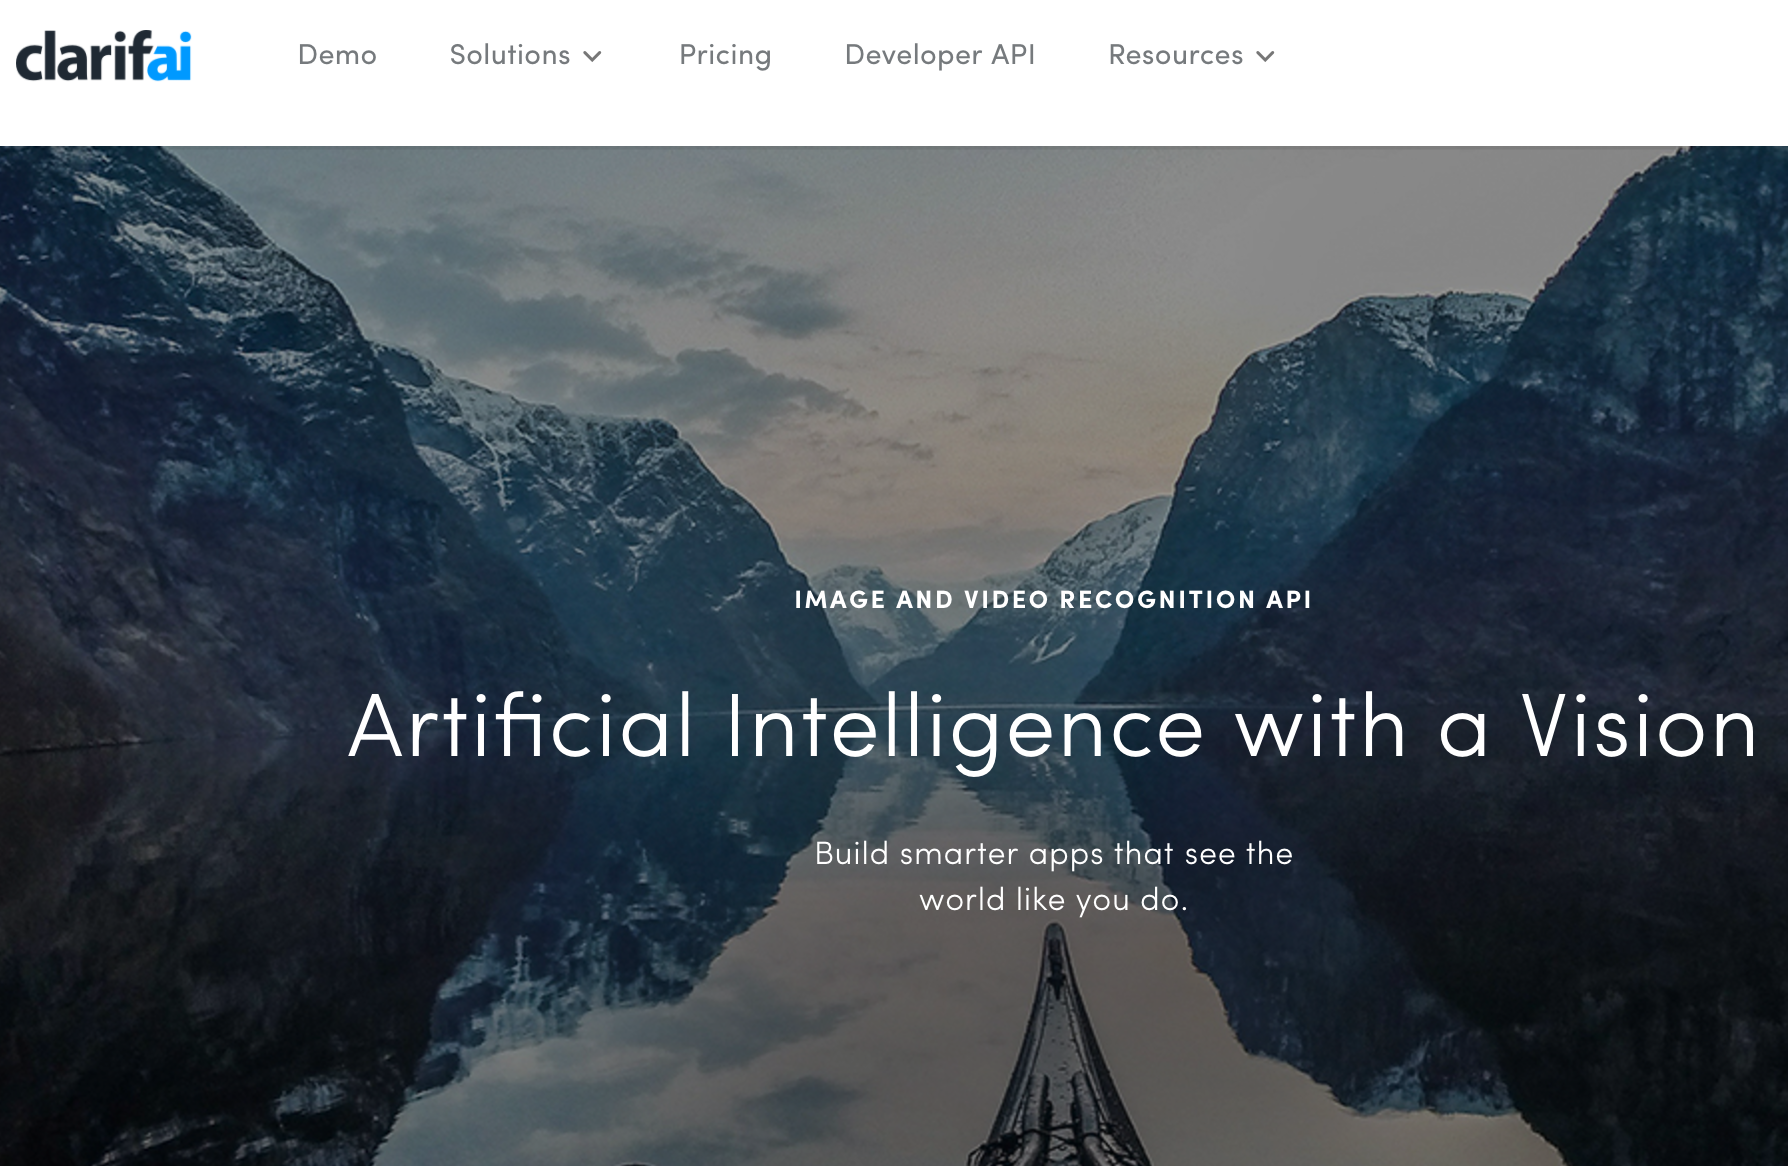 clarifai
Demo
Solutions
Pricing
Developer API
Resources
IMAGE AND VIDEO RECOGNITION API
Artificial Intelligence with a Vision
Build smarter apps that see the
world like you do.